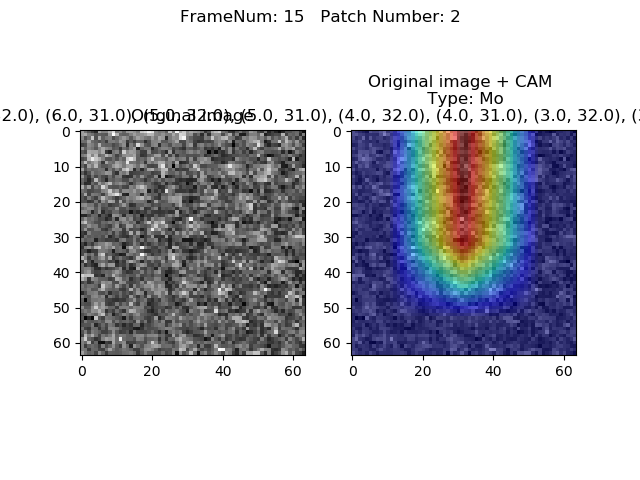 FrameNum: 15   Patch Number: 2
Original image + CAM
Type: Mo
2.0), (6.0, 31.0), (5.0, 32.0), (5.0, 31.0), (4.0, 32.0), (4.0, 31.0), (3.0, 32.0), (3
Original image
0
10
20
30
40
50
60
0 20 40 60
0
10
20
30
40
50
60
0 20 40 60